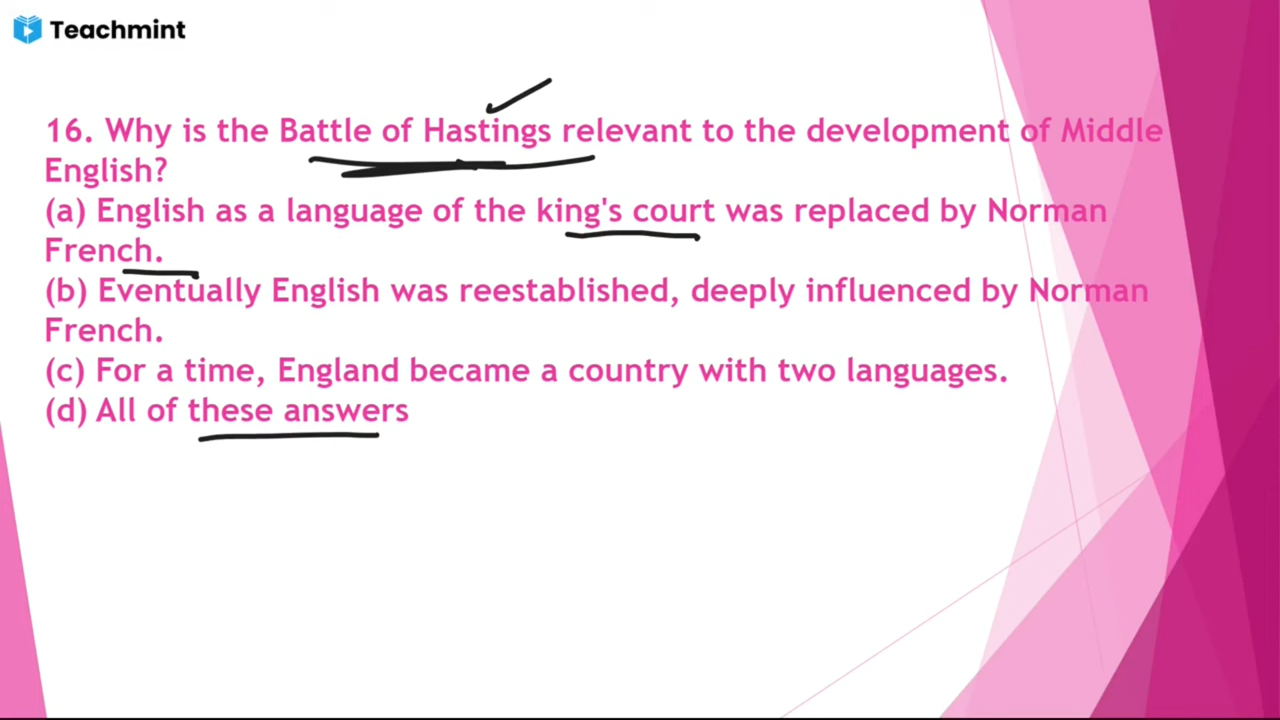 Teachmint
16. Why is the Battle of Hastings relevant to the development of Middle
English?
(a) English as a language of the king's court was replaced by Norman
French.
(b) Eventually English was reestablished, deeply influenced by Norman
French.
(c) For a time, England became a country with two languages.
(d) All of these answers